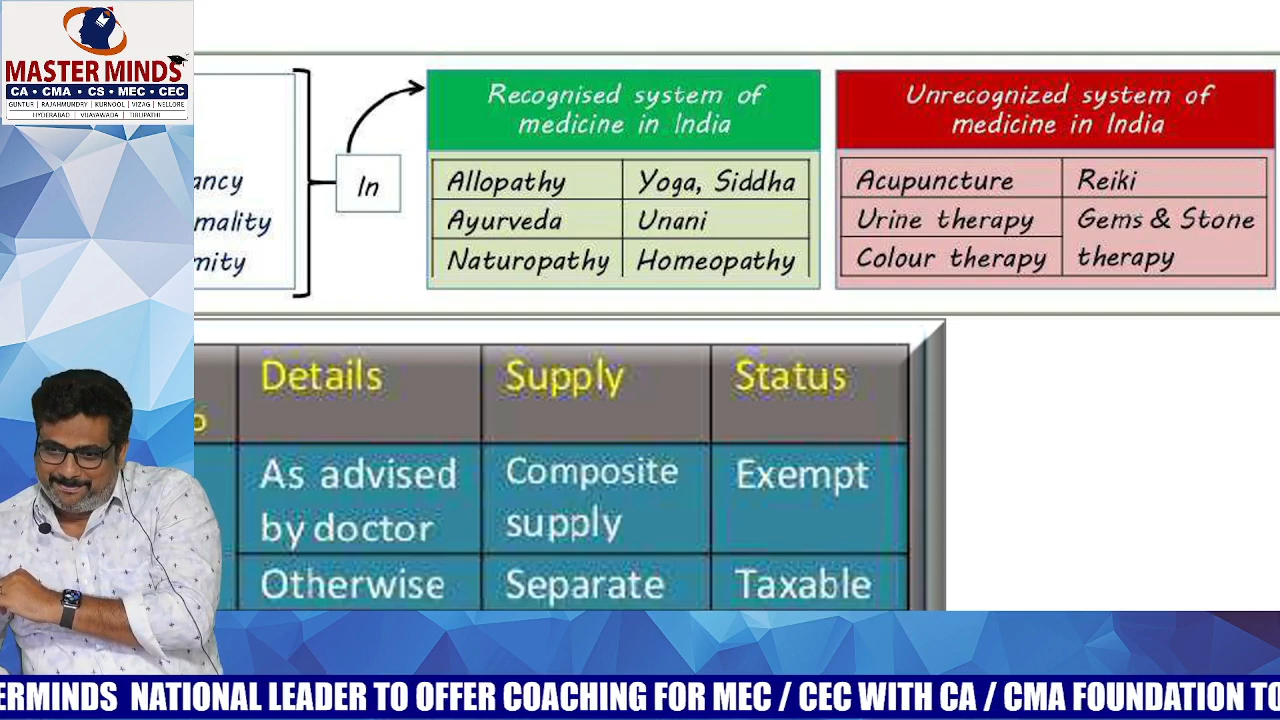 MASTER MINDS
CA • CMA • CS • MEC • CEC
GUNTUR | RAJAHMUNDRY | KURNOOL | VIZAG | NELLORE
HYDERABAD | VIJAYAWADA | TIRUPATHI
ancy
mality
mity
In
Recognised system of
medicine in India
Allopathy Yoga, Siddha
Ayurveda Unani
Naturopathy Homeopathy
Unrecognized system of
medicine in India
Acupuncture Reiki
Urine therapy Gems & Stone
Colour therapy therapy
Details Supply Status
o
As advised Composite Exempt
by doctor supply
Otherwise Separate Taxable
ERMINDS NATIONAL LEADER TO OFFER COACHING FOR MEC / CEC WITH CA / CMA FOUNDATION TO